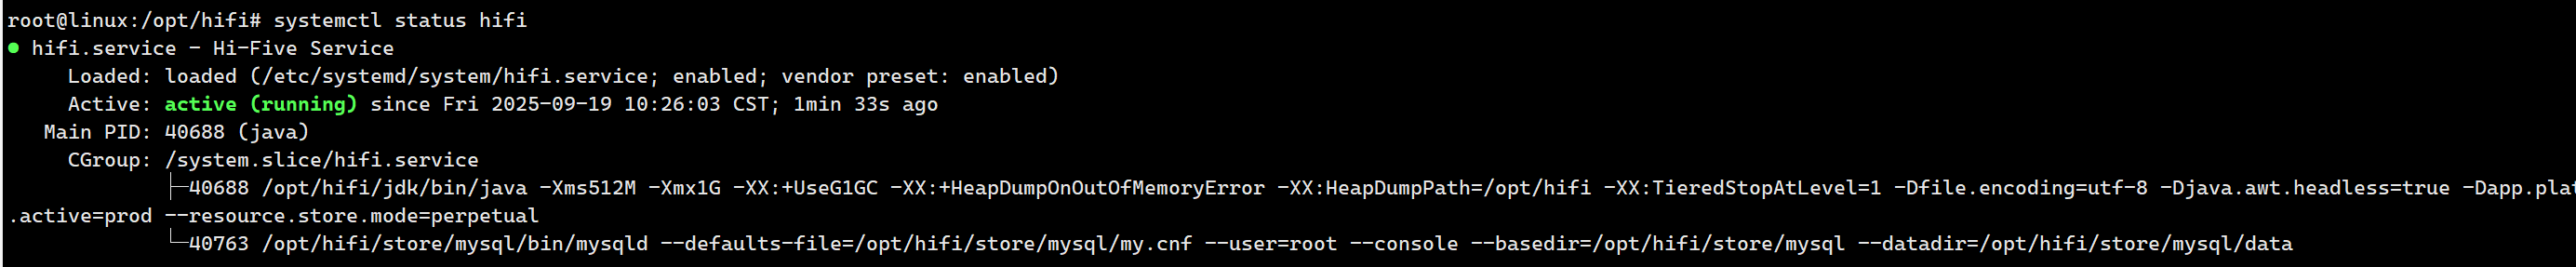 root@linux:/opt/hifi# systemctl status hifi
● hifi.service - Hi-Five Service
Loaded: loaded (/etc/systemd/system/hifi.service; enabled; vendor preset: enabled)
Active: active (running) since Fri 2025-09-19 10:26:03 CST; 1min 33s ago
Main PID: 40688 (java)
CGroup: /system.slice/hifi.service
├─40688 /opt/hifi/jdk/bin/java -Xms512M -Xmx1G -XX:+UseG1GC -XX:+HeapDumpOnOutOfMemoryError -XX:HeapDumpPath=/opt/hifi -XX:TieredStopAtLevel=1 -Dfile.encoding=utf-8 -Djava.awt.headless=true -Dapp.plat
.active=prod --resource.store.mode=perpetual
└─40763 /opt/hifi/store/mysql/bin/mysqld --defaults-file=/opt/hifi/store/mysql/my.cnf --user=root --console --basedir=/opt/hifi/store/mysql --datadir=/opt/hifi/store/mysql/data